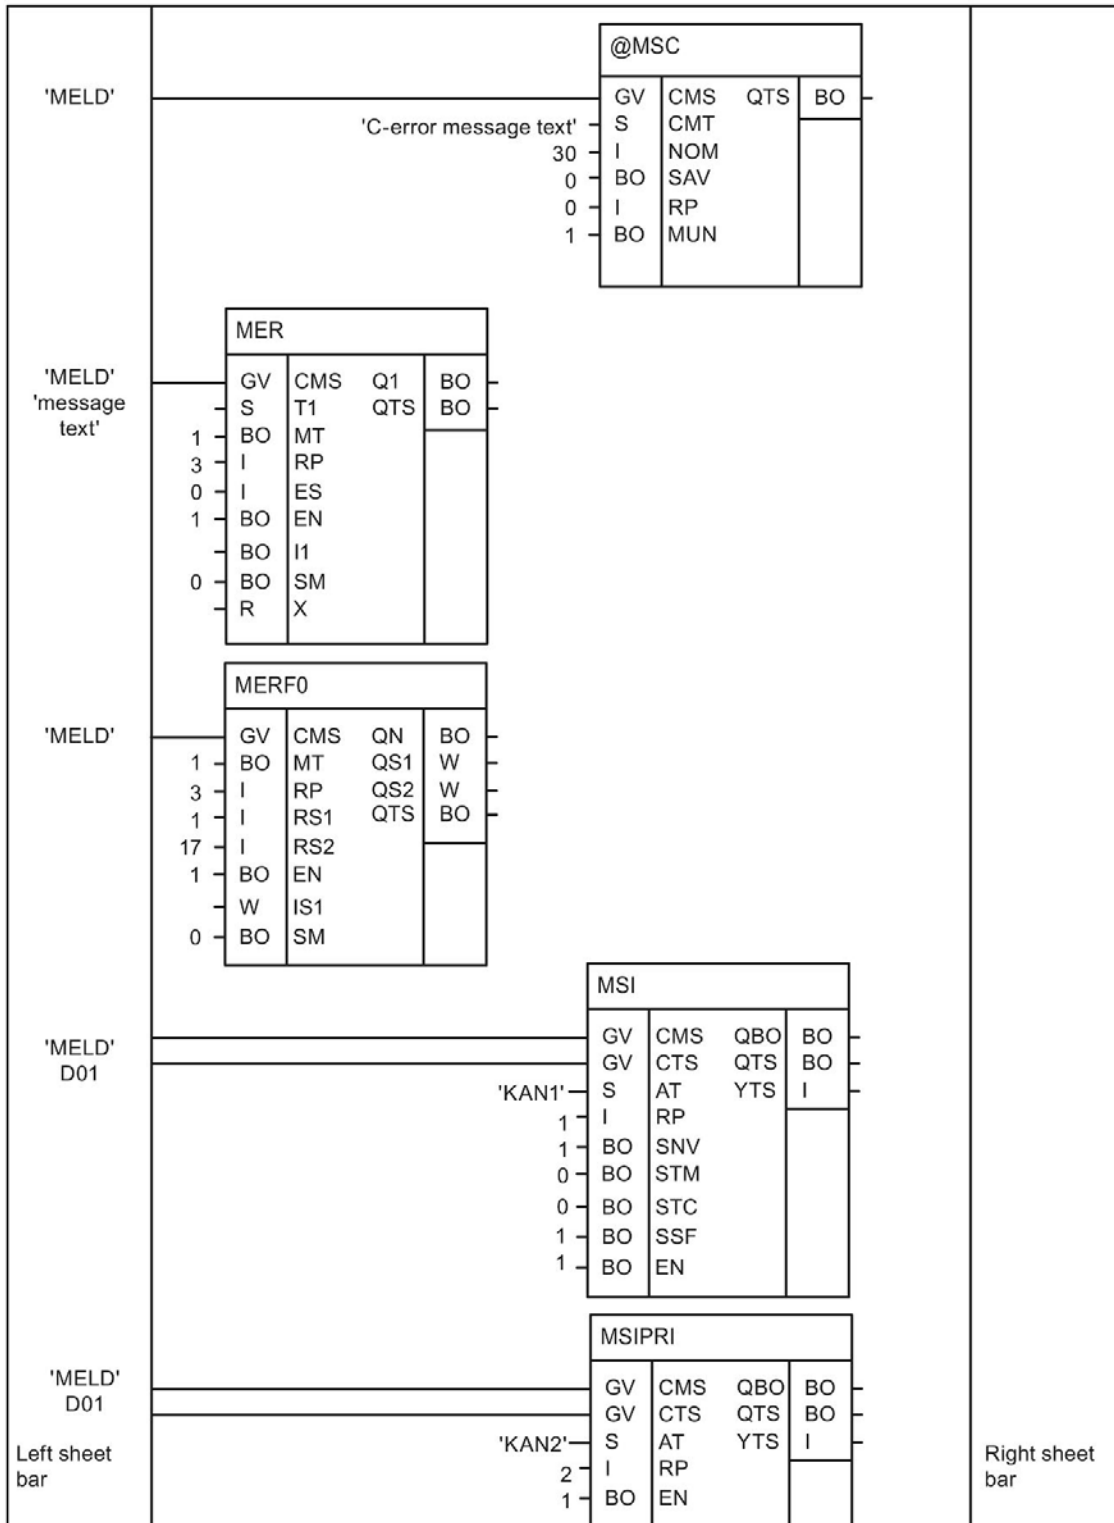 @MSC
'MELD' GV CMS QTS BO
'C-error message text' S CMT
30 I NOM
0 BO SAV
0 I RP
1 BO MUN
MER
'MELD' GV CMS Q1 BO
'message S T1 QTS BO
text'
1 BO MT
3 I RP
0 I ES
1 BO EN
BO I1
0 BO SM
R X
MERF0
'MELD' GV CMS QN BO
1 BO MT QS1 W
3 I RP QS2 W
1 I RS1 QTS BO
17 I RS2
1 BO EN
W IS1
0 BO SM
MSI
'MELD' GV CMS QBO BO
D01 GV CTS QTS BO
'KAN1' S AT YTS I
1 I RP
1 BO SNV
0 BO STM
0 BO STC
1 BO SSF
1 BO EN
MSIPRI
'MELD' GV CMS QBO BO
D01 GV CTS QTS BO
'KAN2' S AT YTS I
2 I RP
1 BO EN
Left sheet
bar
Right sheet
bar